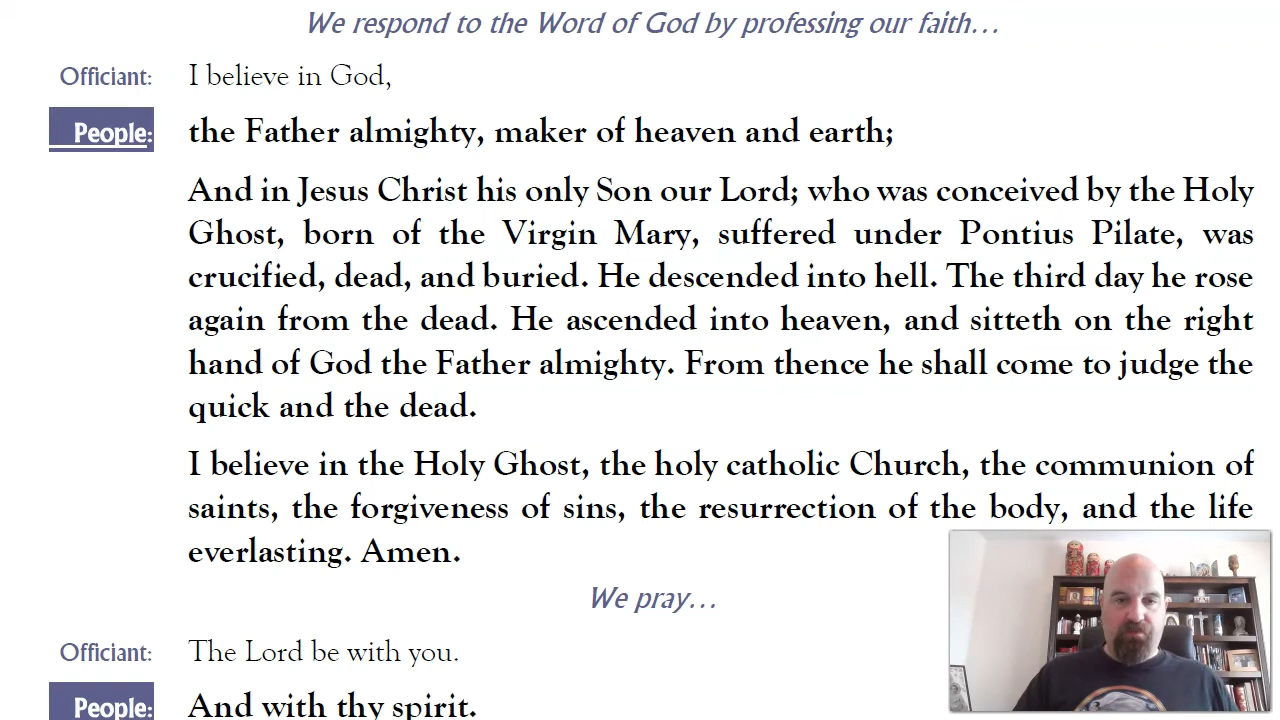 We respond to the Word of God by professing our faith…
Officiant: I believe in God,
People: the Father almighty, maker of heaven and earth;
And in Jesus Christ his only Son our Lord; who was conceived by the Holy
Ghost, born of the Virgin Mary, suffered under Pontius Pilate, was
crucified, dead, and buried. He descended into hell. The third day he rose
again from the dead. He ascended into heaven, and sitteth on the right
hand of God the Father almighty. From thence he shall come to judge the
quick and the dead.
I believe in the Holy Ghost, the holy catholic Church, the communion of
saints, the forgiveness of sins, the resurrection of the body, and the life
everlasting. Amen.
We pray…
Officiant: The Lord be with you.
People: And with thy spirit.